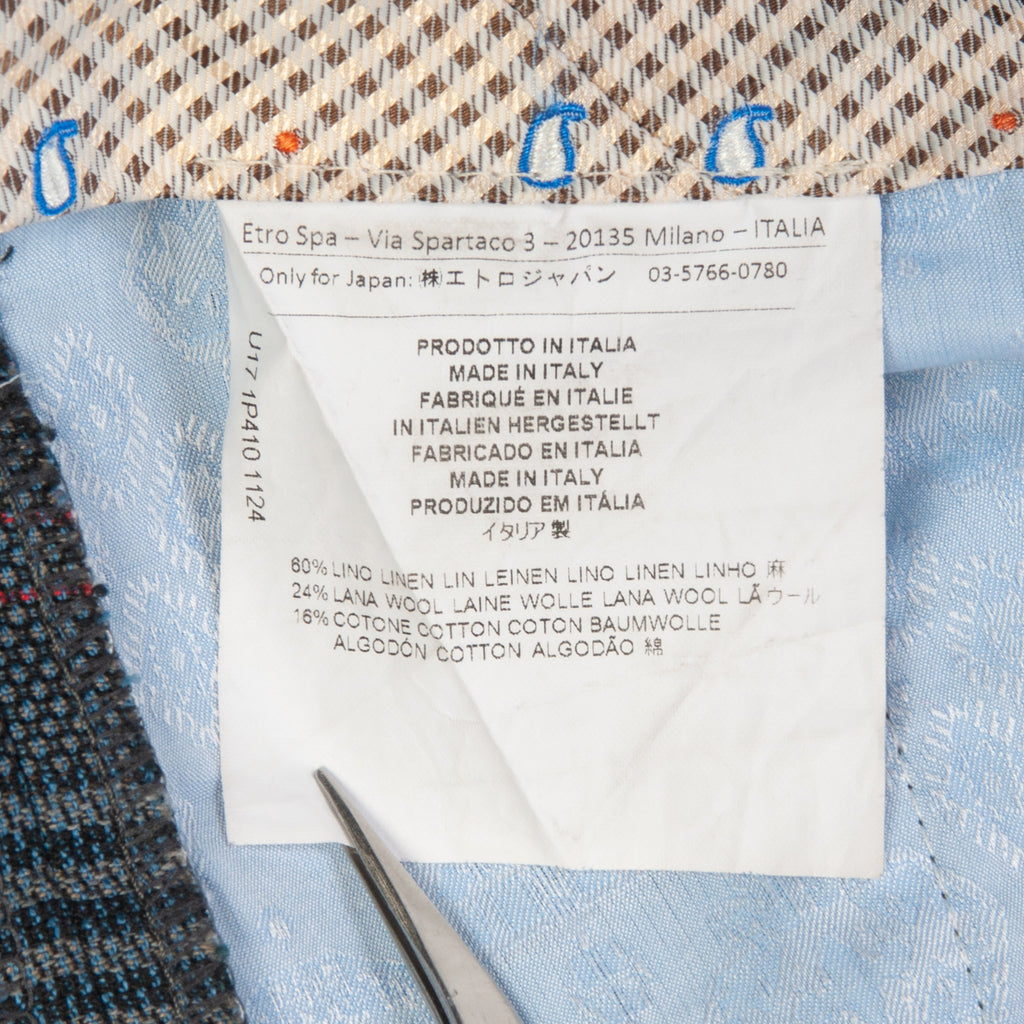 Etro Spa – Via Spartaco 3 – 20135 Milano – ITALIA
Only for Japan: ㈱エトロジャパン 03-5766-0780
U17 1P410 1124
PRODOTTO IN ITALIA
MADE IN ITALY
FABRIQUÉ EN ITALIE
IN ITALIEN HERGESTELLT
FABRICADO EN ITALIA
MADE IN ITALY
PRODUZIDO EM ITÁLIA
イタリア製
60% LINO LINEN LIN LEINEN LINO LINEN LINHO 麻
24% LANA WOOL LAINE WOLLE LANA WOOL LÃ ウール
16% COTONE COTTON COTON BAUMWOLLE
ALGODÓN COTTON ALGODÃO 綿